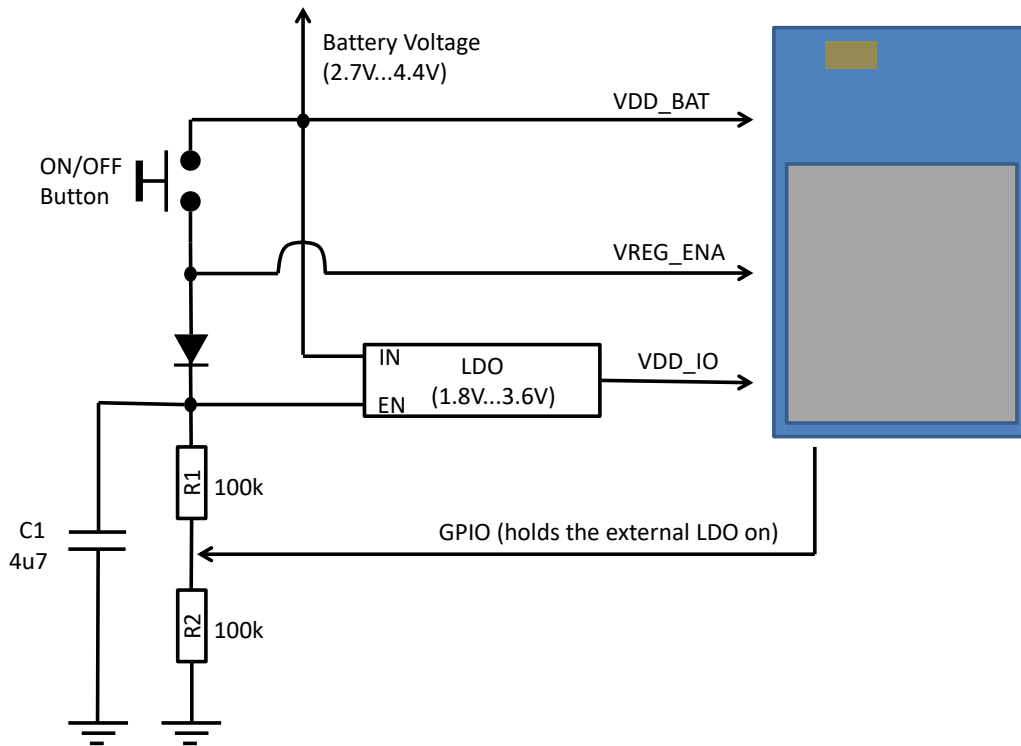 Battery Voltage
(2.7V...4.4V)
VDD_BAT
ON/OFF
Button
VREG_ENA
IN
LDO
(1.8V...3.6V)
EN
VDD_IO
R1
100k
GPIO (holds the external LDO on)
C1
4u7
R2
100k